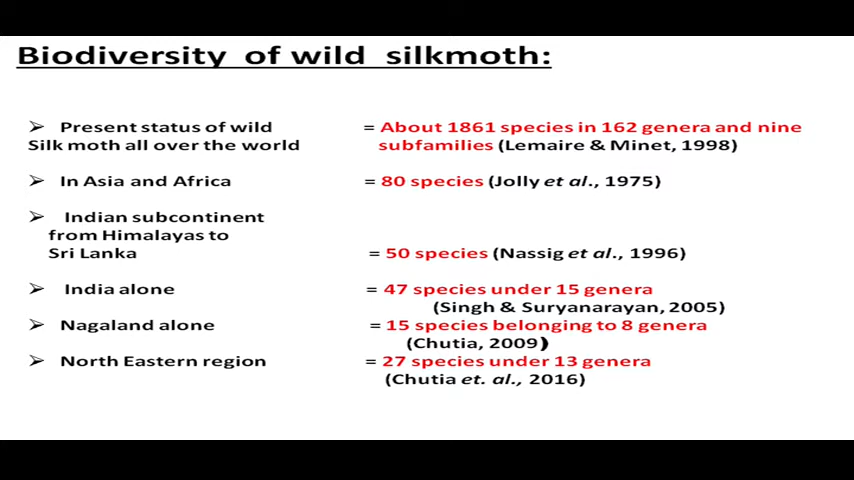 Biodiversity of wild silkmoth:
➢ Present status of wild = About 1861 species in 162 genera and nine
Silk moth all over the world subfamilies (Lemaire & Minet, 1998)
➢ In Asia and Africa = 80 species (Jolly et al., 1975)
➢ Indian subcontinent
from Himalayas to
Sri Lanka = 50 species (Nassig et al., 1996)
➢ India alone = 47 species under 15 genera
(Singh & Suryanarayan, 2005)
➢ Nagaland alone = 15 species belonging to 8 genera
(Chutia, 2009)
➢ North Eastern region = 27 species under 13 genera
(Chutia et. al., 2016)